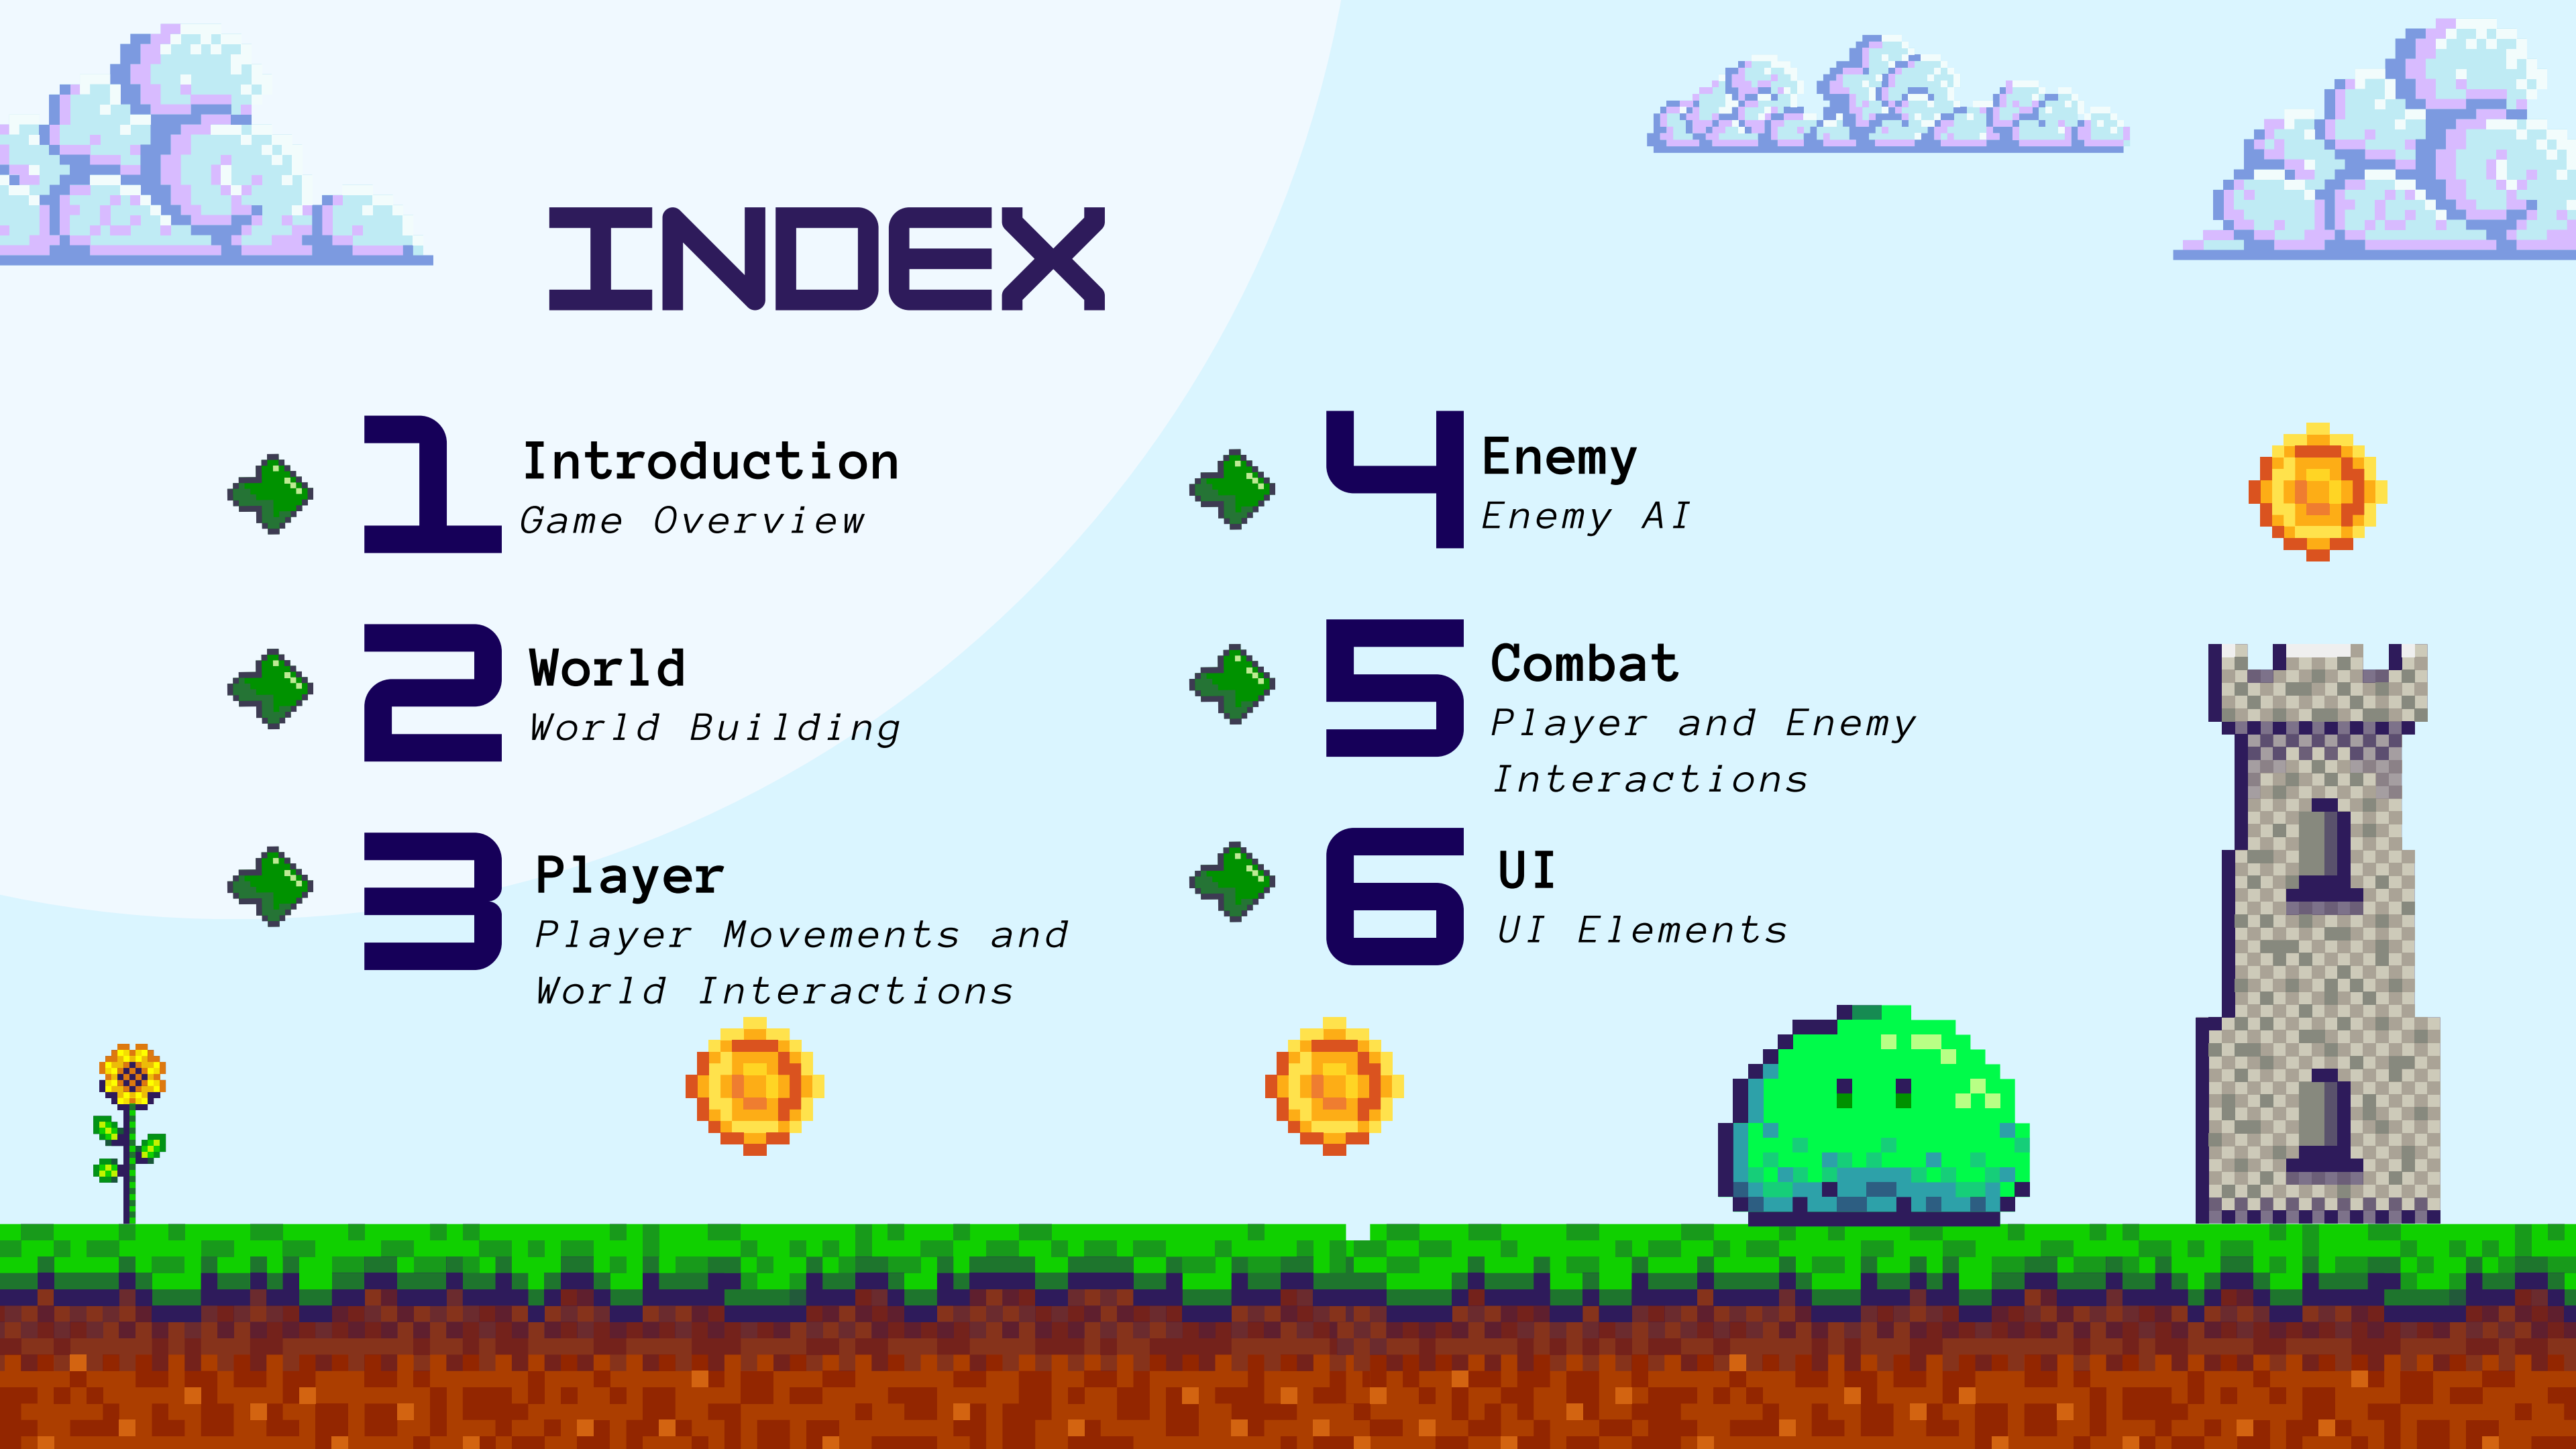 INDEX
1
Introduction
Game Overview
2
World
World Building
3
Player
Player Movements and
World Interactions
4
Enemy
Enemy AI
5
Combat
Player and Enemy
Interactions
6
UI
UI Elements